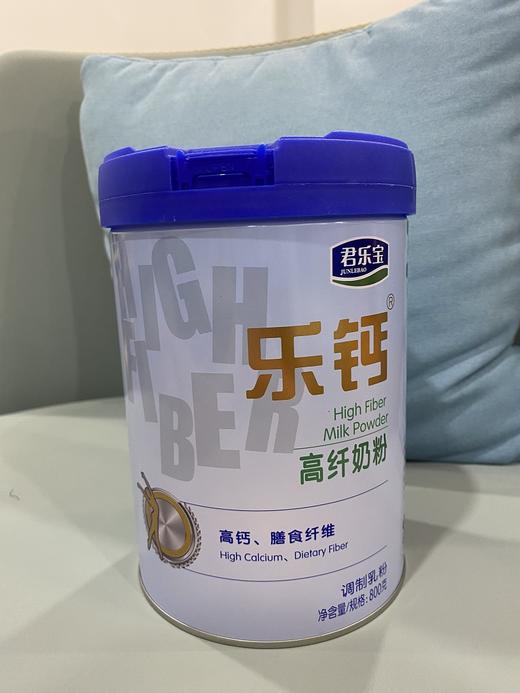 君乐宝
JUNLEBAO
HIGH
FIBER
乐钙®
High Fiber
Milk Powder
高纤奶粉
高钙、膳食纤维
High Calcium、Dietary Fiber
调制乳粉
净含量/规格: 800克